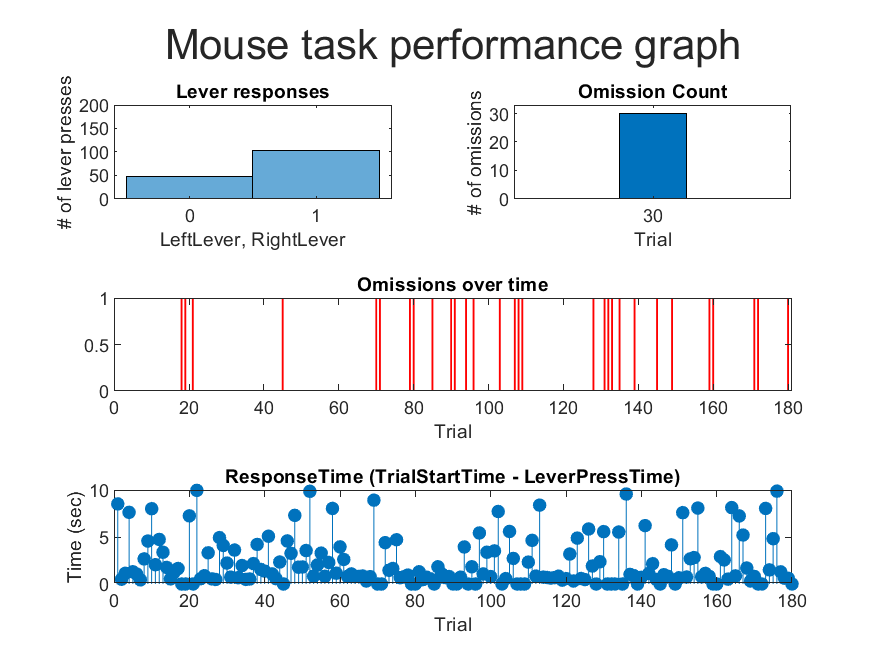 Mouse task performance graph
Lever responses
# of lever presses
200
150
100
50
0
0 1
LeftLever, RightLever
Omission Count
# of omissions
30
20
10
0
30
Trial
Omissions over time
1
0.5
0
0 20 40 60 80 100 120 140 160 180
Trial
ResponseTime (TrialStartTime - LeverPressTime)
Time (sec)
10
5
0
0 20 40 60 80 100 120 140 160 180
Trial